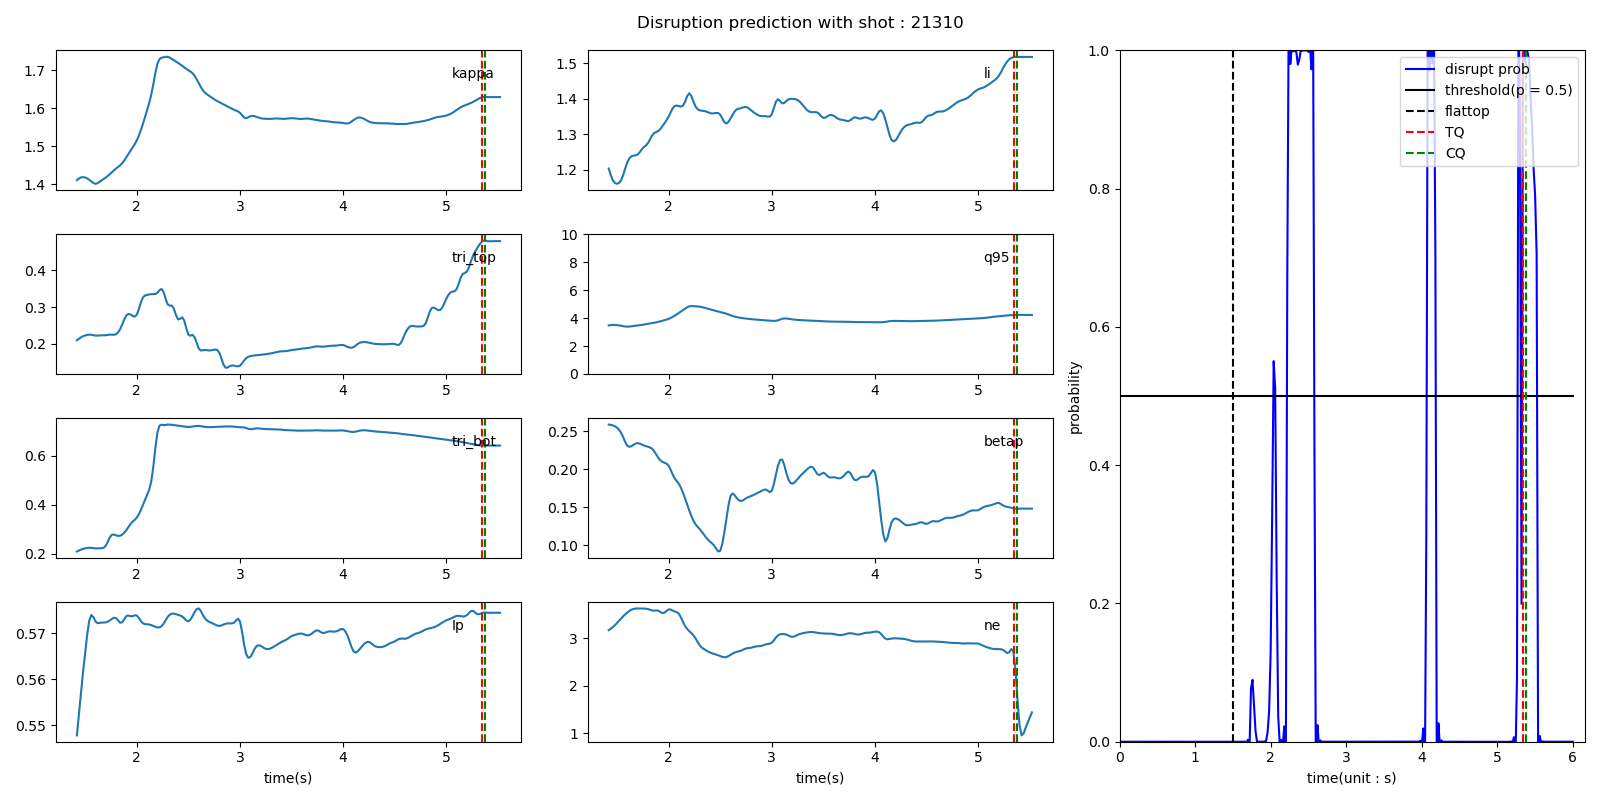 Disruption prediction with shot : 21310
kappa
1.7
1.6
1.5
1.4
2 3 4 5
li
1.5
1.4
1.3
1.2
2 3 4 5
tri_top
0.4
0.3
0.2
2 3 4 5
q95
10
8
6
4
2
0
2 3 4 5
tri_bot
0.6
0.4
0.2
2 3 4 5
betap
0.25
0.20
0.15
0.10
2 3 4 5
Ip
0.57
0.56
0.55
2 3 4 5
time(s)
ne
3
2
1
2 3 4 5
time(s)
disrupt prob
threshold(p = 0.5)
flattop
TQ
CQ
probability
1.0
0.8
0.6
0.4
0.2
0.0
0 1 2 3 4 5 6
time(unit : s)